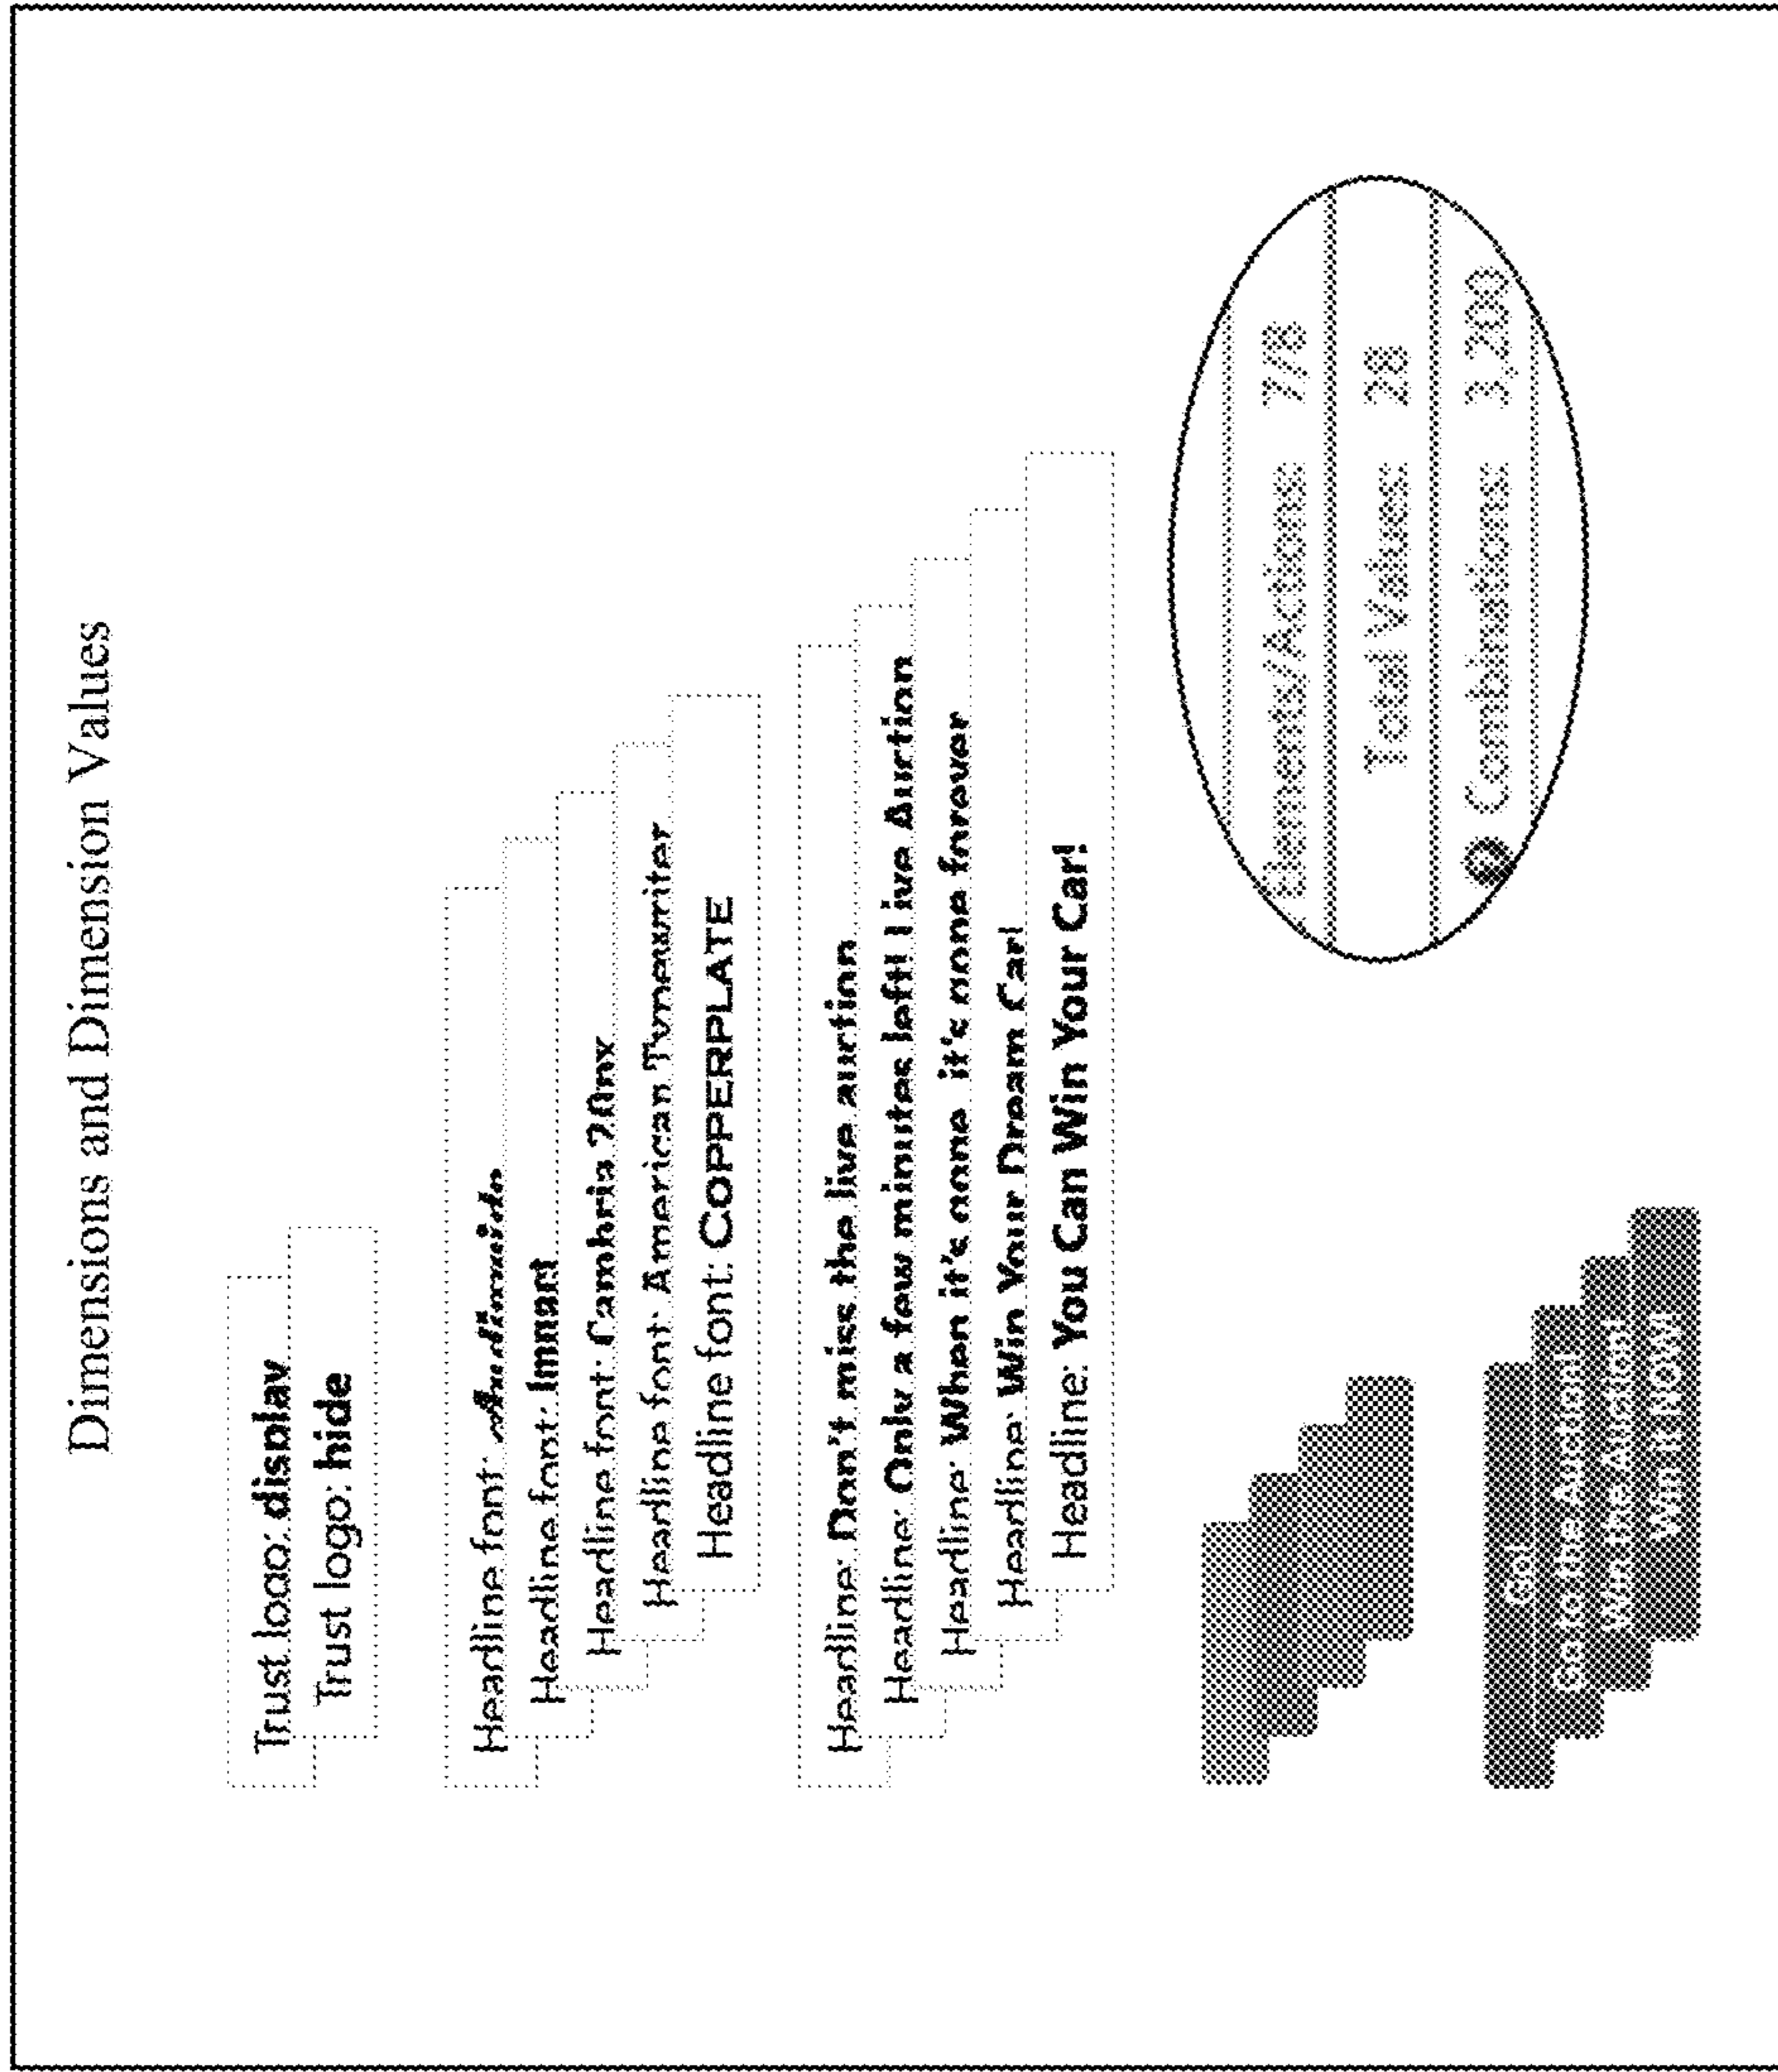 Dimensions and Dimension Values
Trust logo: display
Trust logo: hide
Headline font:
Headline font: Impact
Headline font: Cambria 20px
Headline font: American Typewriter
Headline font: COPPERPLATE
Headline: Don't miss the live auction
Headline: Only a few minutes left! Live Auction
Headline: When it's gone it's gone forever
Headline: Win Your Dream Car!
Headline: You Can Win Your Car!
Go!
Go to the Auction!
Win the Auction!
Win it NOW!
Elements/Actions 7/8
Total Values 28
Combinations 3,200